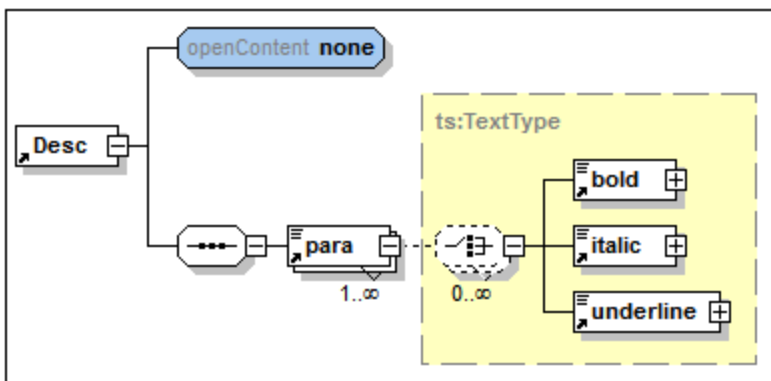 openContent none
ts:TextType
Desc
bold
para
italic
1..∞
0..∞
underline